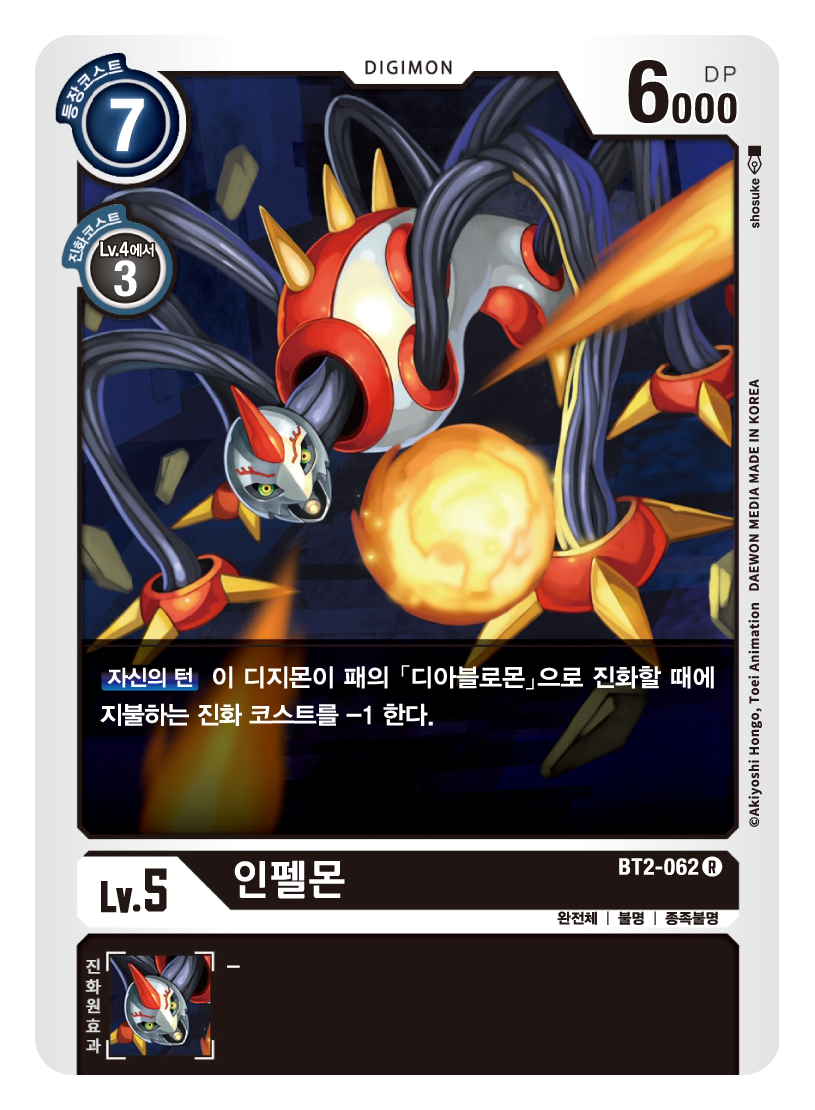 DIGIMON
등장코스트
7
6000
DP
진화코스트
Lv.4에서
3
shosuke
자신의 턴 이 디지몬이 패의 「디아블로몬」으로 진화할 때에
지불하는 진화 코스트를 –1 한다.
©Akiyoshi Hongo, Toei Animation DAEWON MEDIA MADE IN KOREA
Lv.5
인펠몬
BT2-062 R
완전체 | 불명 | 종족불명
진화원효과
–